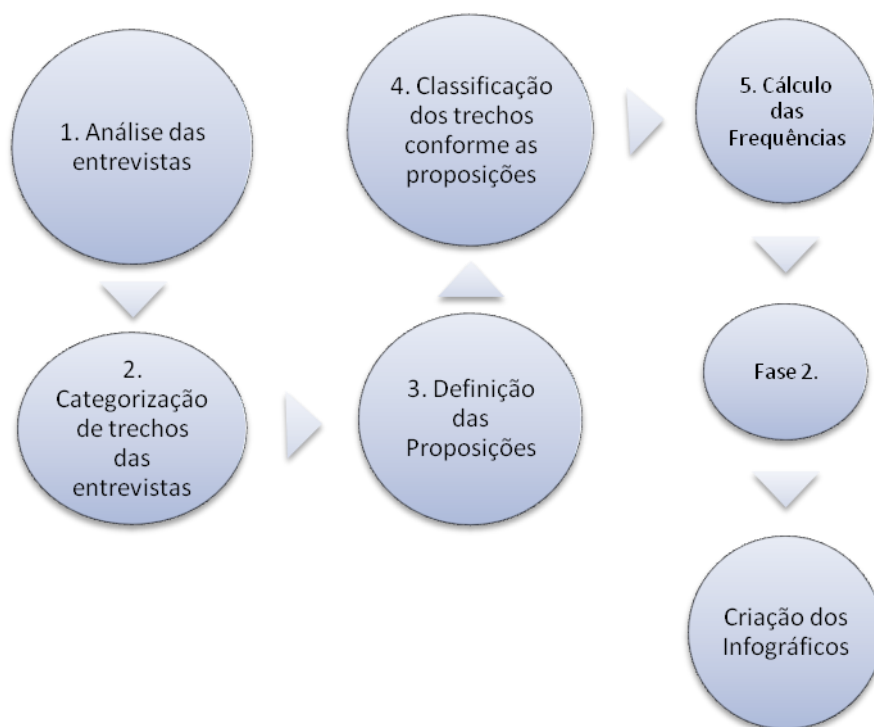 1. Análise das
entrevistas
2.
Categorização
de trechos
das
entrevistas
3. Definição
das
Proposições
4. Classificação
dos trechos
conforme as
proposições
5. Cálculo
das
Frequências
Fase 2.
Criação dos
Infográficos